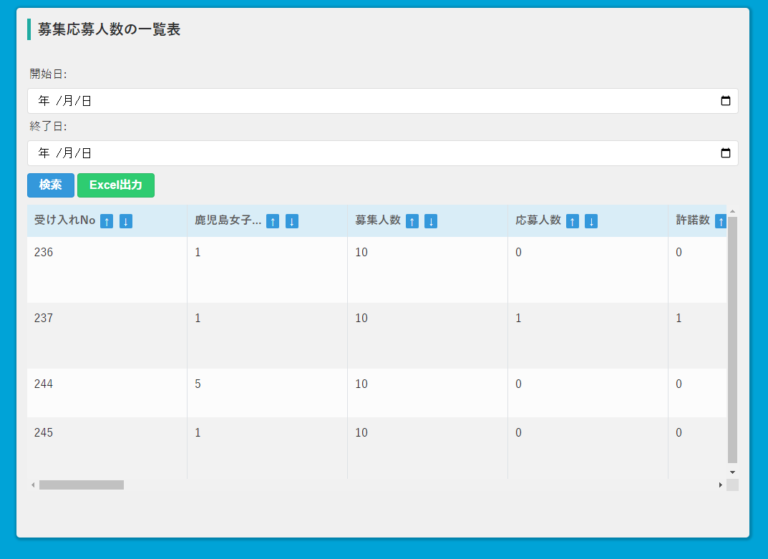 募集応募人数の一覧表
開始日:
年 /月/日
終了日:
年 /月/日
検索 Excel出力
受け入れNo ↑ ↓ 鹿児島女子... ↑ ↓ 募集人数 ↑ ↓ 応募人数 ↑ ↓ 許諾数 ↑
236 1 10 0 0
237 1 10 1 1
244 5 10 0 0
245 1 10 0 0